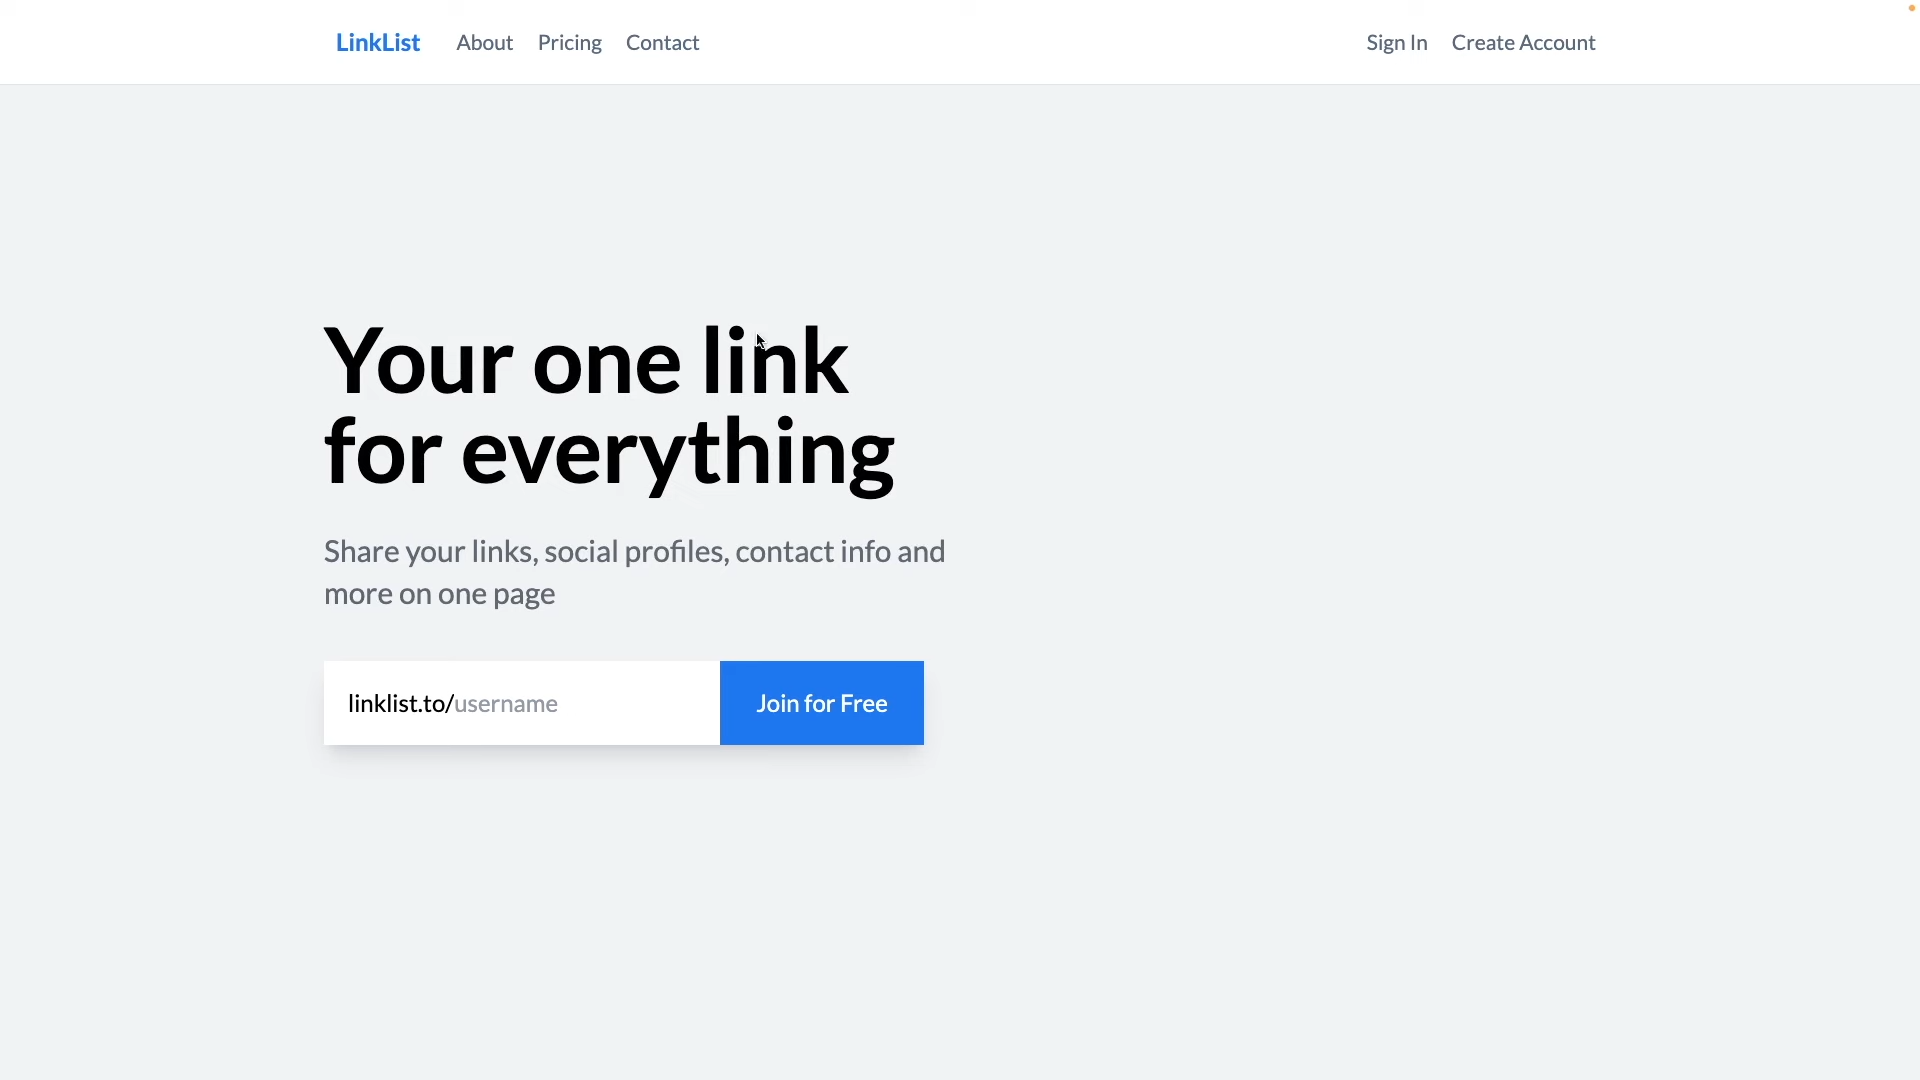 LinkList About Pricing Contact Sign In Create Account
Your one link
for everything
Share your links, social profiles, contact info and
more on one page
linklist.to/username Join for Free